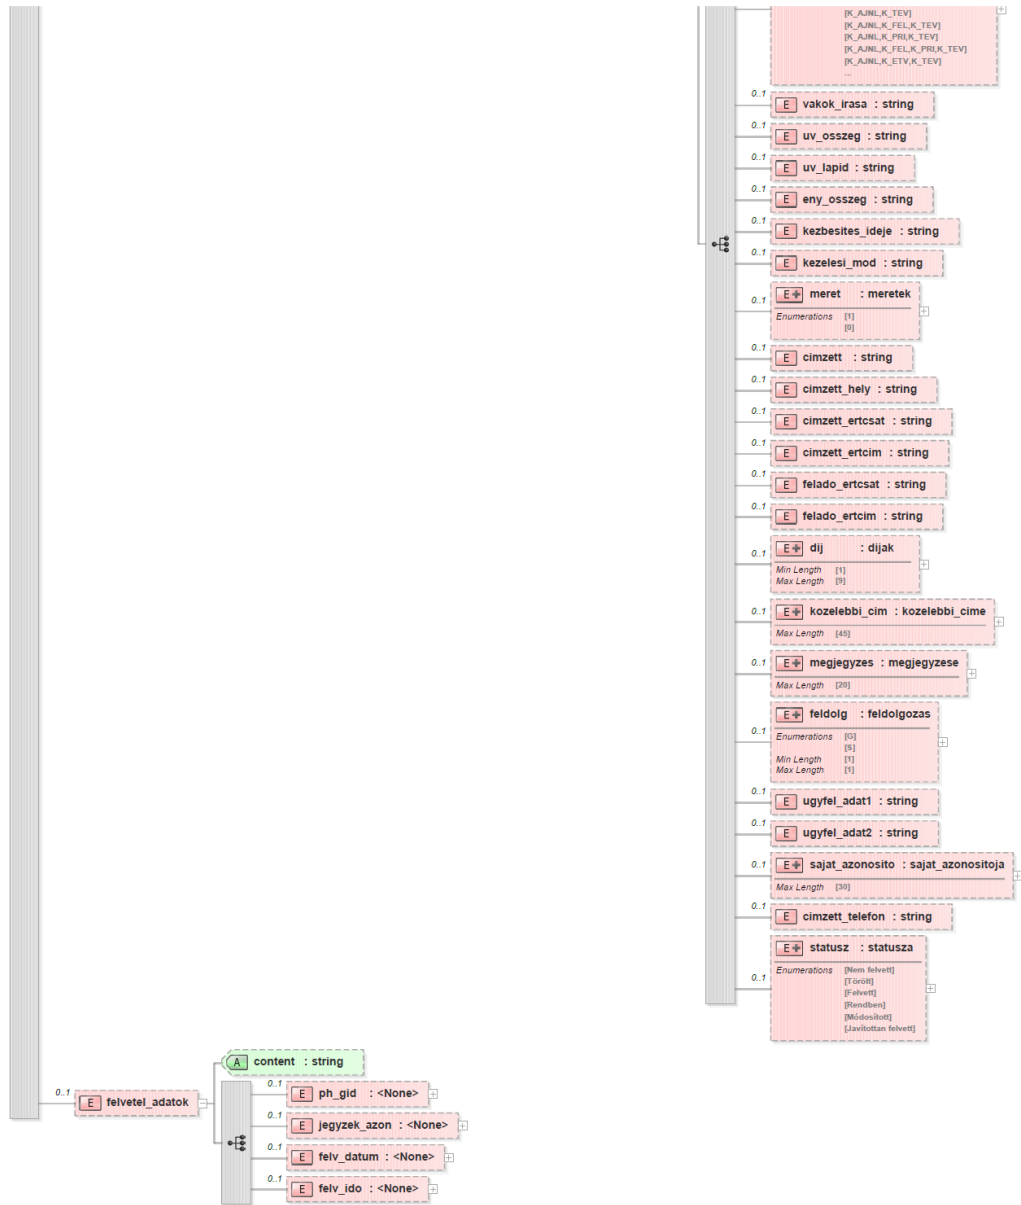 [K_AJNL,K_TEV]
[K_AJNL,K_FEL,K_TEV]
[K_AJNL,K_PRI,K_TEV]
[K_AJNL,K_FEL,K_PRI,K_TEV]
[K_AJNL,K_ETV,K_TEV]
...
0..1
E vakok_irasa : string
0..1
E uv_osszeg : string
0..1
E uv_lapid : string
0..1
E eny_osszeg : string
0..1
E kezbesites_ideje : string
0..1
E kezelesi_mod : string
0..1
E+ meret : meretek
Enumerations [1]
[0]
0..1
E cimzett : string
0..1
E cimzett_hely : string
0..1
E cimzett_ertcsat : string
0..1
E cimzett_ertcim : string
0..1
E felado_ertcsat : string
0..1
E felado_ertcim : string
0..1
E+ dij : dijak
Min Length [1]
Max Length [9]
0..1
E+ kozelebbi_cim : kozelebbi_cime
Max Length [45]
0..1
E+ megjegyzes : megjegyzese
Max Length [20]
0..1
E+ feldolg : feldolgozas
Enumerations [G]
[S]
Min Length [1]
Max Length [1]
0..1
E ugyfel_adat1 : string
0..1
E ugyfel_adat2 : string
0..1
E+ sajat_azonosito : sajat_azonositoja
Max Length [30]
0..1
E cimzett_telefon : string
0..1
E+ statusz : statusza
Enumerations [Nem felvett]
[Törölt]
[Felvett]
[Rendben]
[Módosított]
[Javítottan felvett]
0..1
E felvetel_adatok
A content : string
0..1
E ph_gid : <None>
0..1
E jegyzek_azon : <None>
0..1
E felv_datum : <None>
0..1
E felv_ido : <None>